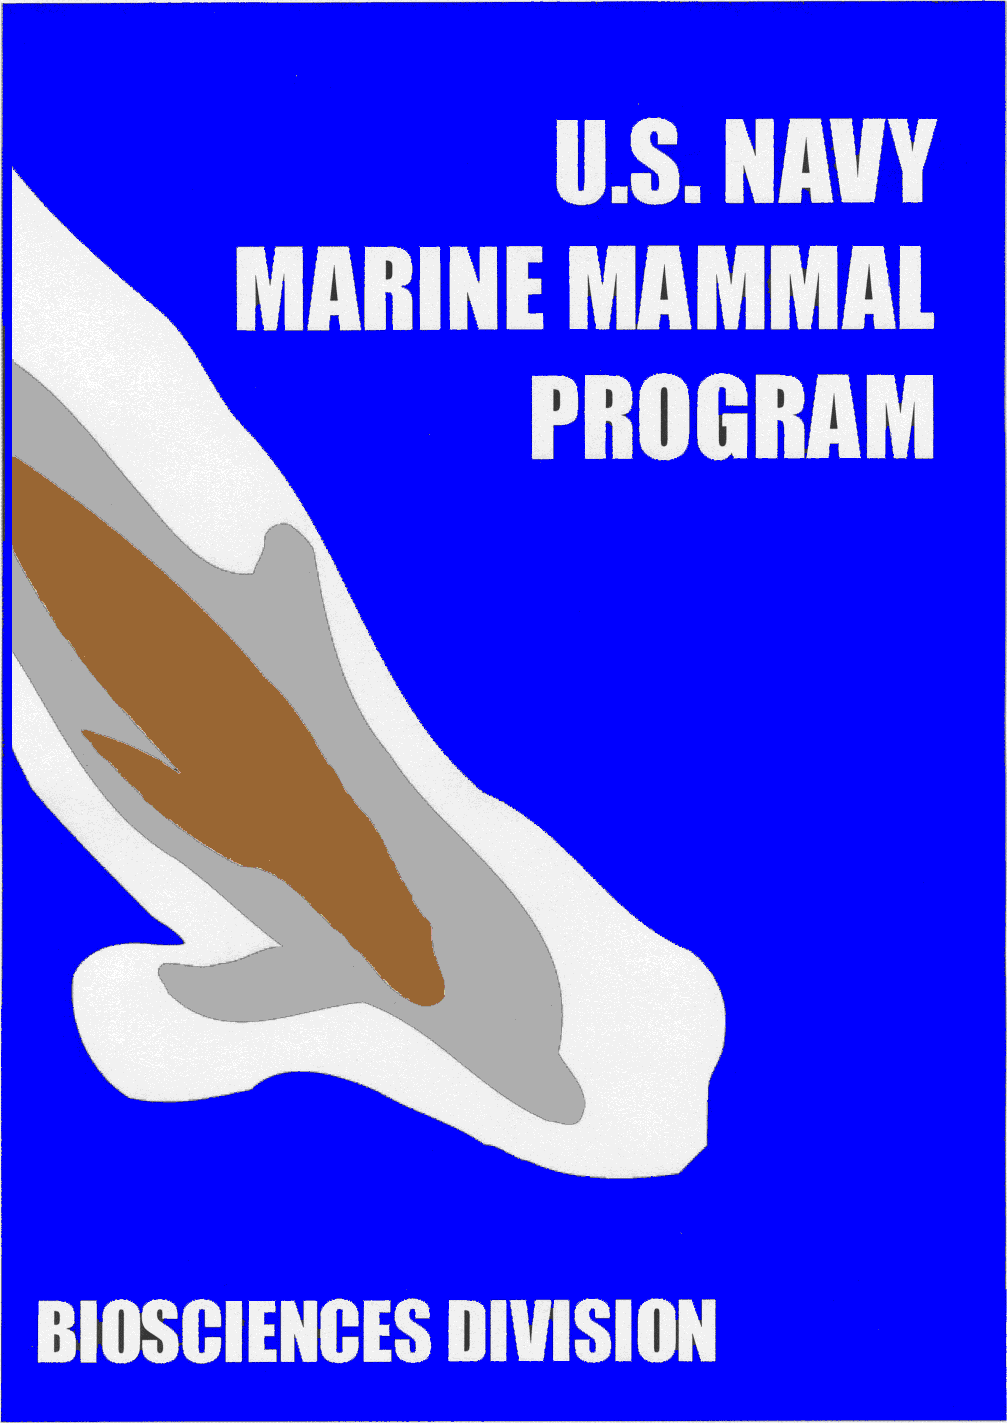 U.S. NAVY
MARINE MAMMAL
PROGRAM
BIOSCIENCES DIVISION